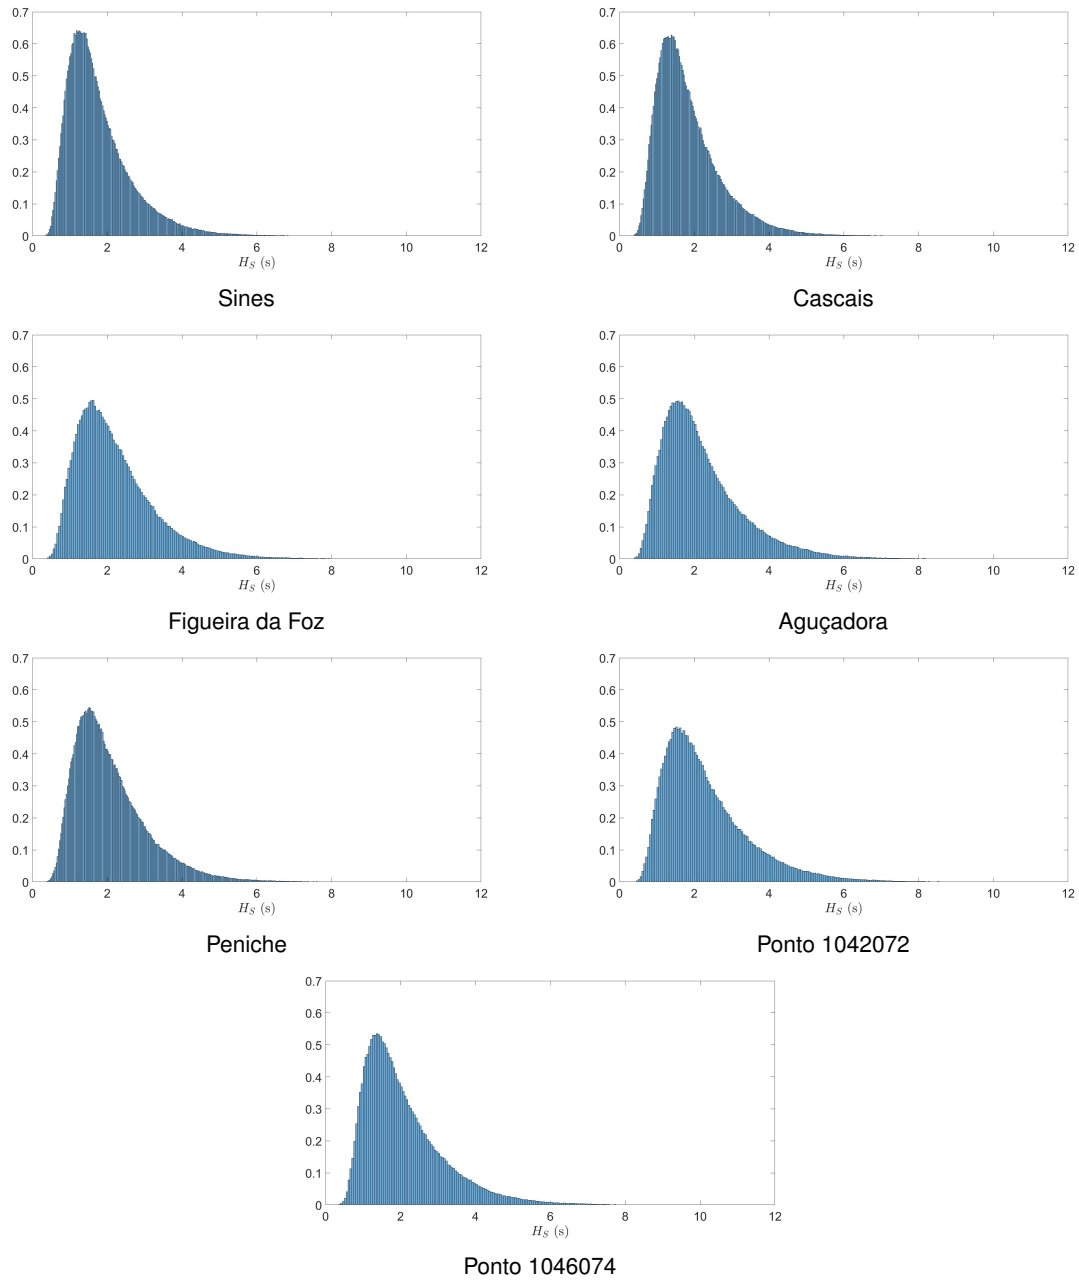 0.7 0.7
0.6 0.6
0.5 0.5
0.4 0.4
0.3 0.3
0.2 0.2
0.1 0.1
0 0
0 2 4 6 8 10 12 0 2 4 6 8 10 12
H_S (s) H_S (s)
Sines Cascais
0.7 0.7
0.6 0.6
0.5 0.5
0.4 0.4
0.3 0.3
0.2 0.2
0.1 0.1
0 0
0 2 4 6 8 10 12 0 2 4 6 8 10 12
H_S (s) H_S (s)
Figueira da Foz Aguçadora
0.7 0.7
0.6 0.6
0.5 0.5
0.4 0.4
0.3 0.3
0.2 0.2
0.1 0.1
0 0
0 2 4 6 8 10 12 0 2 4 6 8 10 12
H_S (s) H_S (s)
Peniche Ponto 1042072
0.7
0.6
0.5
0.4
0.3
0.2
0.1
0
0 2 4 6 8 10 12
H_S (s)
Ponto 1046074